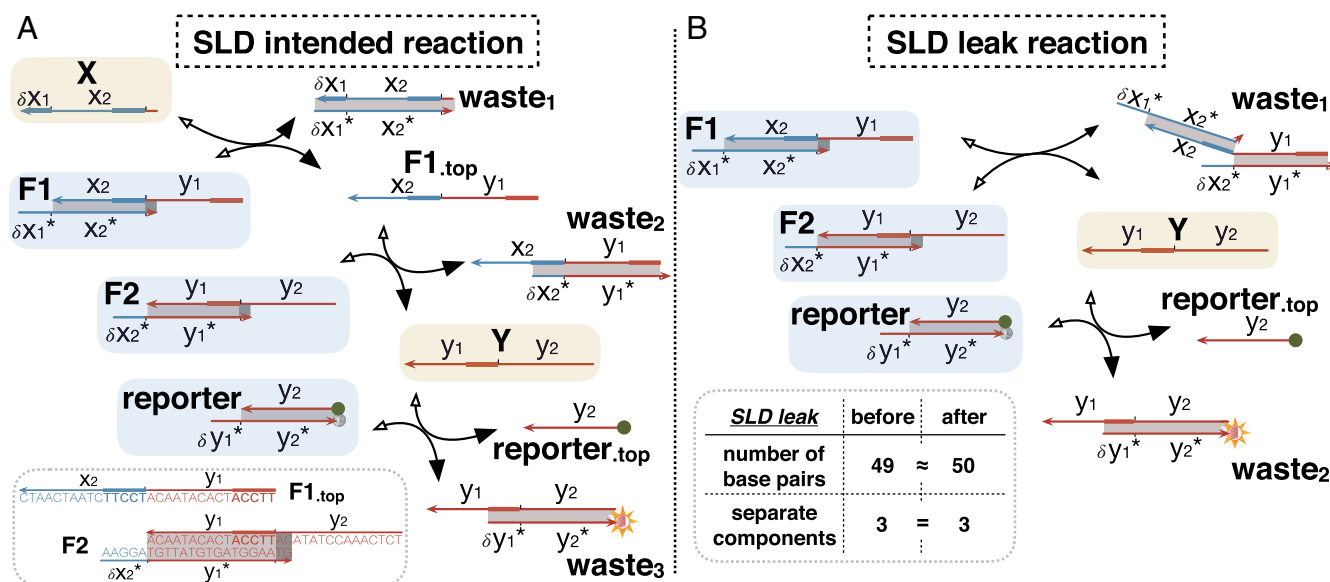 A
SLD intended reaction
X
δx1 x2
δx1 x2
waste1
δx1* x2*
F1.top
x2 y1
F1
x2 y1
δx1* x2*
waste2
x2 y1
δx2* y1*
F2
y1 y2
δx2* y1*
Y
y1 y2
reporter
y2
δy1* y2*
y2
reporter.top
y1 y2
δy1* y2*
waste3
x2 y1
CTAACTAATCTTCCTACAATACACTACCTT
F1.top
y1 y2
F2
ACAATACACTACCTTACATATCCAAACTCT
AAGGATGTTATGTGATGGAATG
δx2* y1*
B
SLD leak reaction
F1
x2 y1
δx1* x2*
waste1
δx1* x2*
x2 y1
δx2* y1*
F2
y1 y2
δx2* y1*
Y
y1 y2
reporter
y2
δy1* y2*
reporter.top
y2
y1 y2
δy1* y2*
waste2
SLD leak before after
number of base pairs 49 ≈ 50
separate components 3 = 3